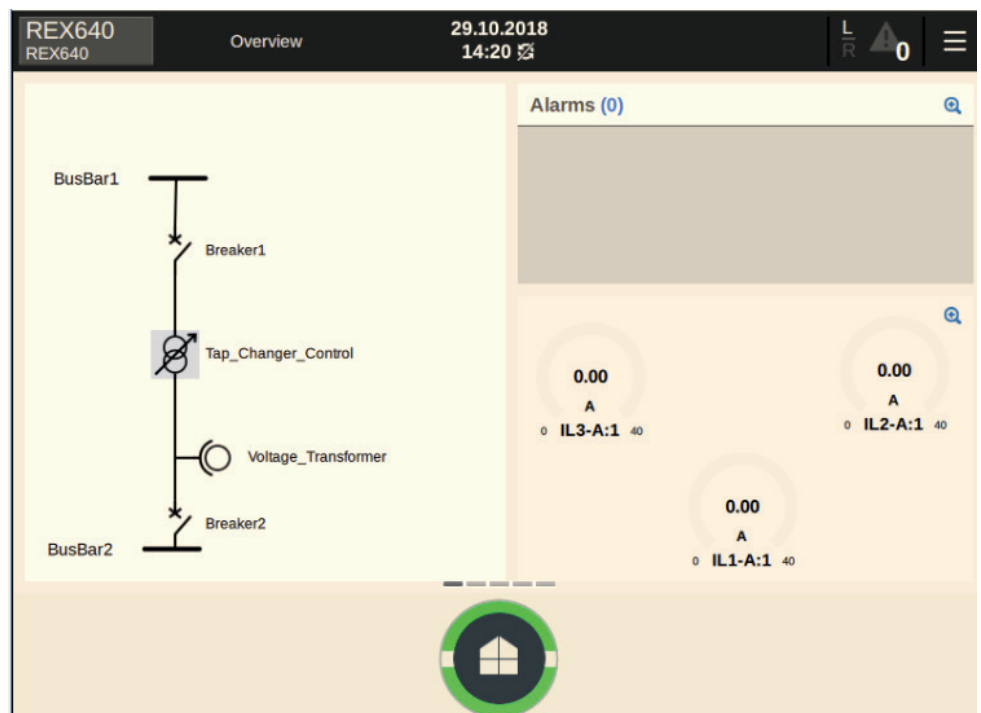 REX640
REX640
Overview
29.10.2018
14:20
L
R
0
BusBar1
Breaker1
Tap_Changer_Control
Voltage_Transformer
Breaker2
BusBar2
Alarms (0)
0.00
A
0 IL3-A:1 40
0.00
A
0 IL2-A:1 40
0.00
A
0 IL1-A:1 40